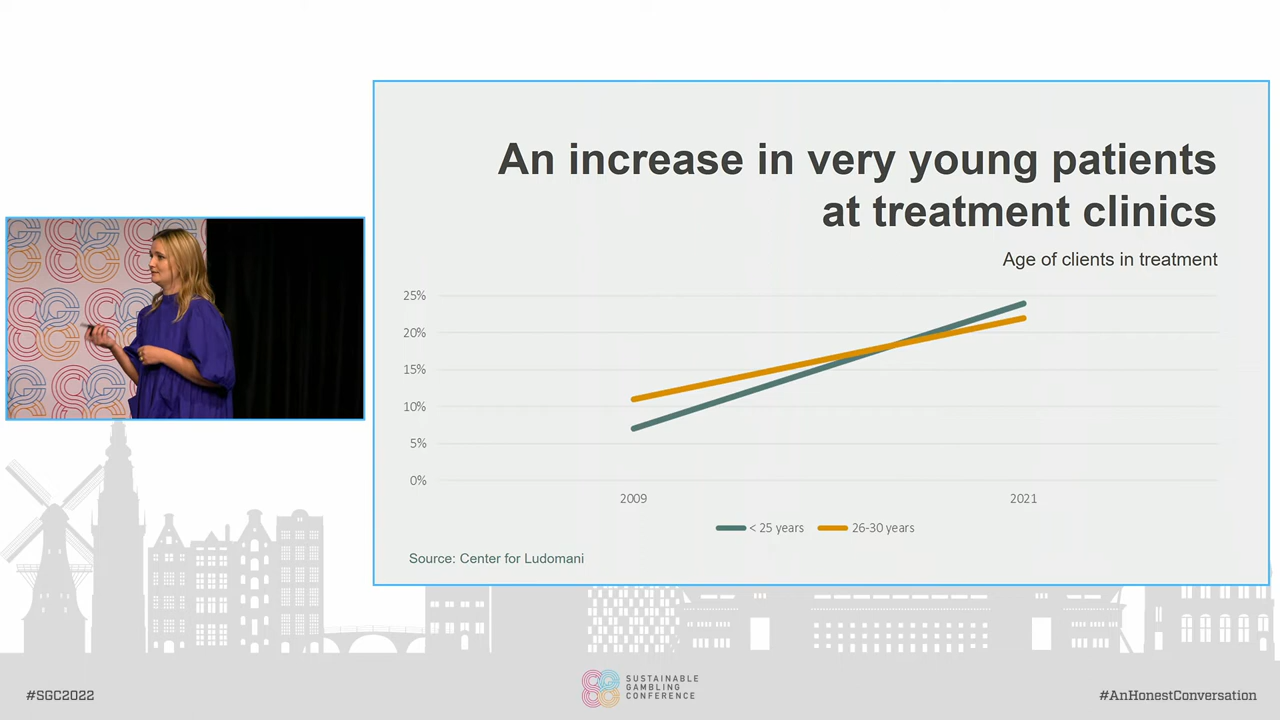 An increase in very young patients
at treatment clinics
Age of clients in treatment
25%
20%
15%
10%
5%
0%
2009
2021
< 25 years
26-30 years
Source: Center for Ludomani
#SGC2022
SUSTAINABLE
GAMBLING
CONFERENCE
#AnHonestConversation